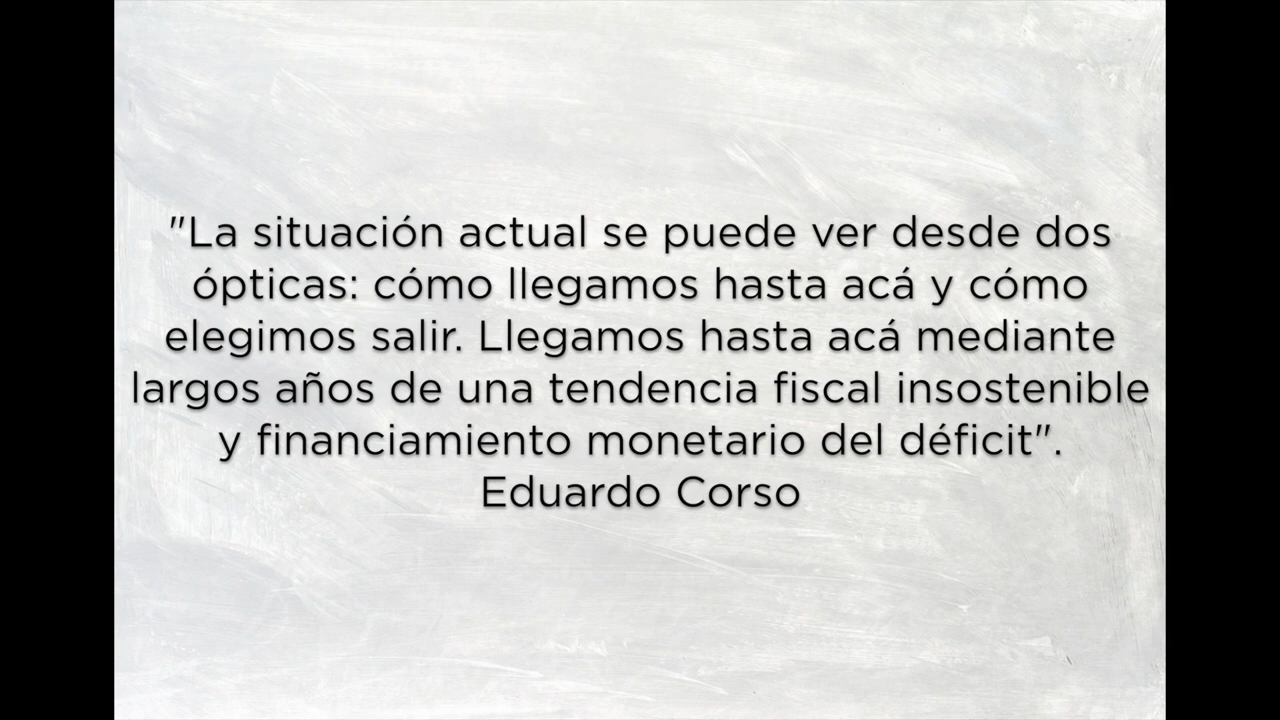 "La situación actual se puede ver desde dos
ópticas: cómo llegamos hasta acá y cómo
elegimos salir. Llegamos hasta acá mediante
largos años de una tendencia fiscal insostenible
y financiamiento monetario del déficit".
Eduardo Corso